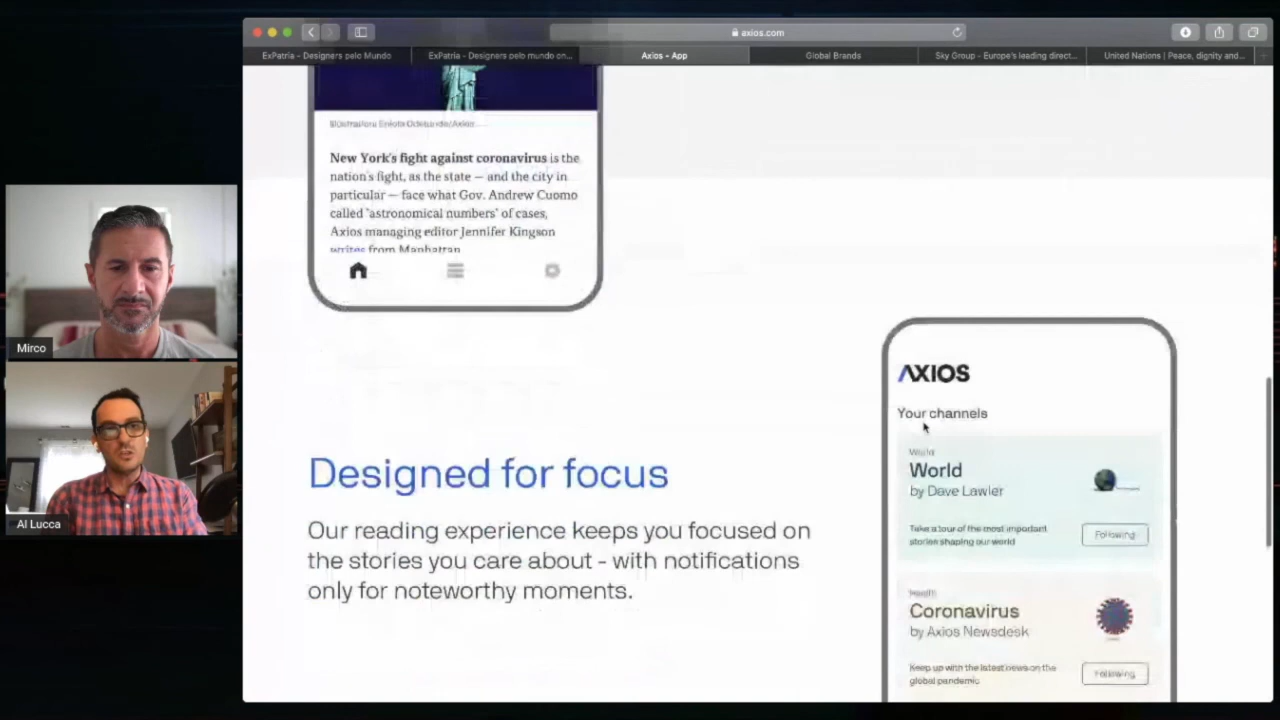 axios.com
ExPatria - Designers pelo Mundo
ExPatria - Designers pelo mundo on...
Axios - App
Global Brands
Sky Group - Europe's leading direct...
United Nations | Peace, dignity and...
New York's fight against coronavirus is the
nation's fight, as the state — and the city in
particular — face what Gov. Andrew Cuomo
called "astronomical numbers" of cases,
Axios managing editor Jennifer Kingson
writes from Manhattan
Mirco
Al Lucca
Designed for focus
Our reading experience keeps you focused on
the stories you care about - with notifications
only for noteworthy moments.
AXIOS
Your channels
World
World
by Dave Lawler
Take a tour of the most important
stories shaping our world
Following
Health
Coronavirus
by Axios Newsdesk
Keep up with the latest news on the
global pandemic
Following